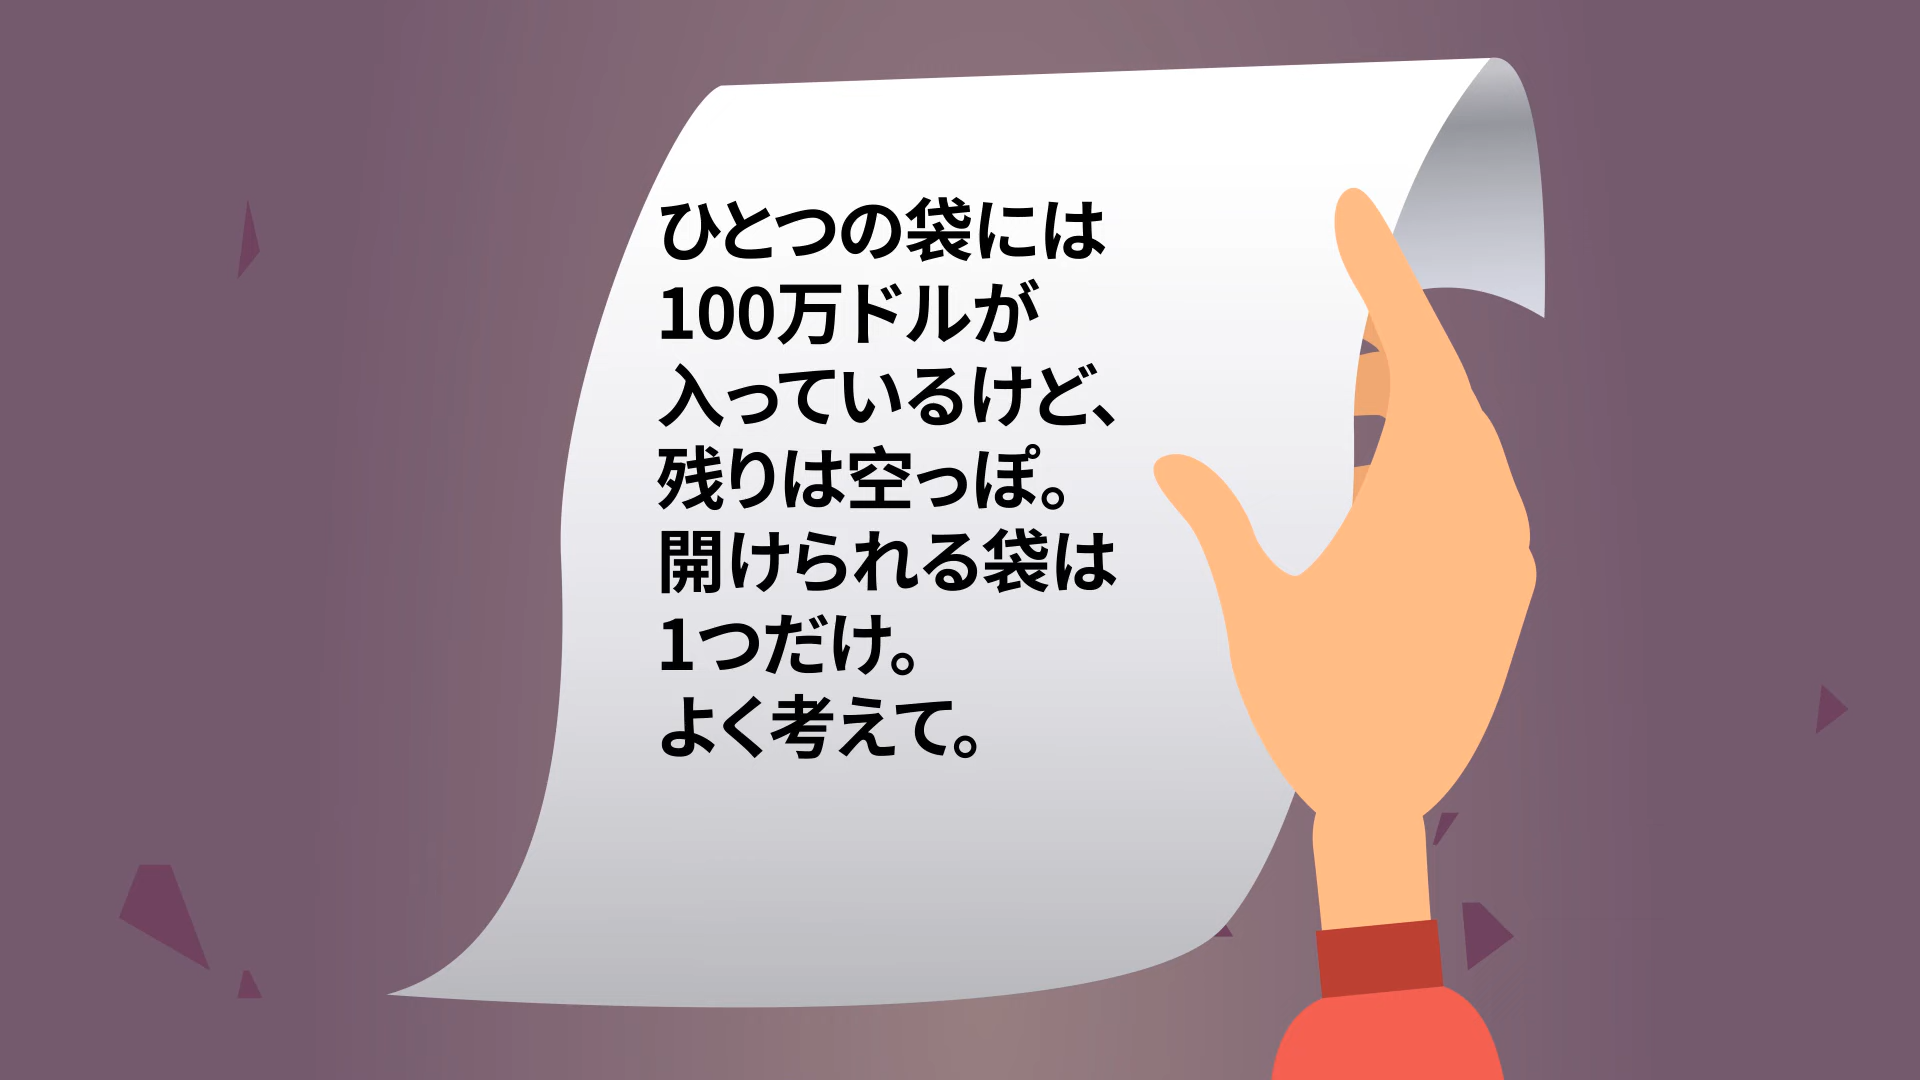 ひとつの袋には
100万ドルが
入っているけど、
残りは空っぽ。
開けられる袋は
1つだけ。
よく考えて。